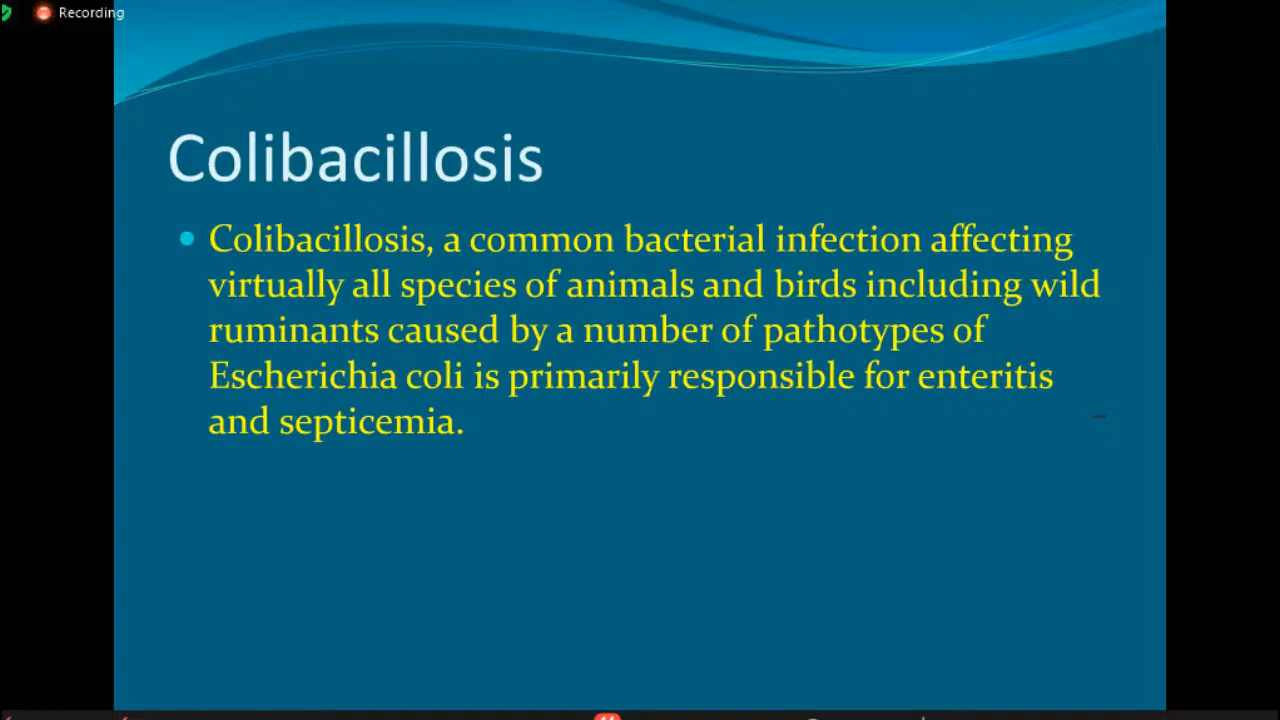 Recording
Colibacillosis
Colibacillosis, a common bacterial infection affecting
virtually all species of animals and birds including wild
ruminants caused by a number of pathotypes of
Escherichia coli is primarily responsible for enteritis
and septicemia.